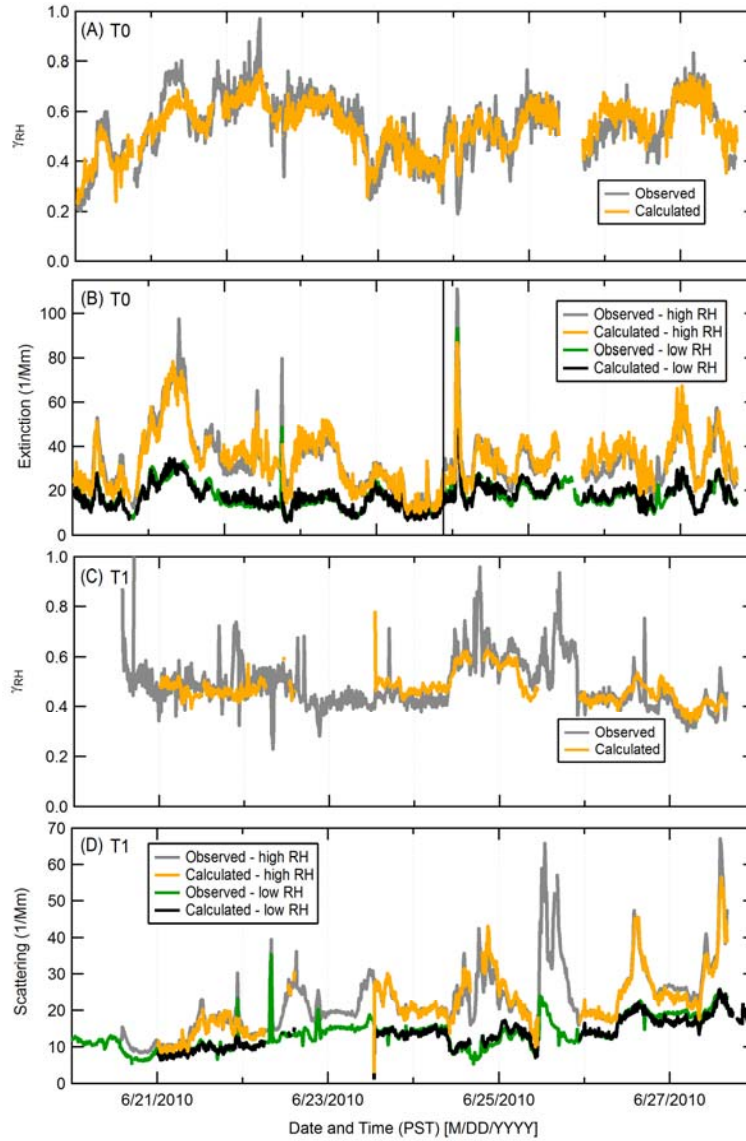 (A) T0
1.0
0.8
0.6
0.4
0.2
0.0
γRH
Observed
Calculated
(B) T0
100
80
60
40
20
0
Extinction (1/Mm)
Observed - high RH
Calculated - high RH
Observed - low RH
Calculated - low RH
(C) T1
1.0
0.8
0.6
0.4
0.2
0.0
γRH
Observed
Calculated
(D) T1
70
60
50
40
30
20
10
0
Scattering (1/Mm)
Observed - high RH
Calculated - high RH
Observed - low RH
Calculated - low RH
6/21/2010 6/23/2010 6/25/2010 6/27/2010
Date and Time (PST) [M/DD/YYYY]